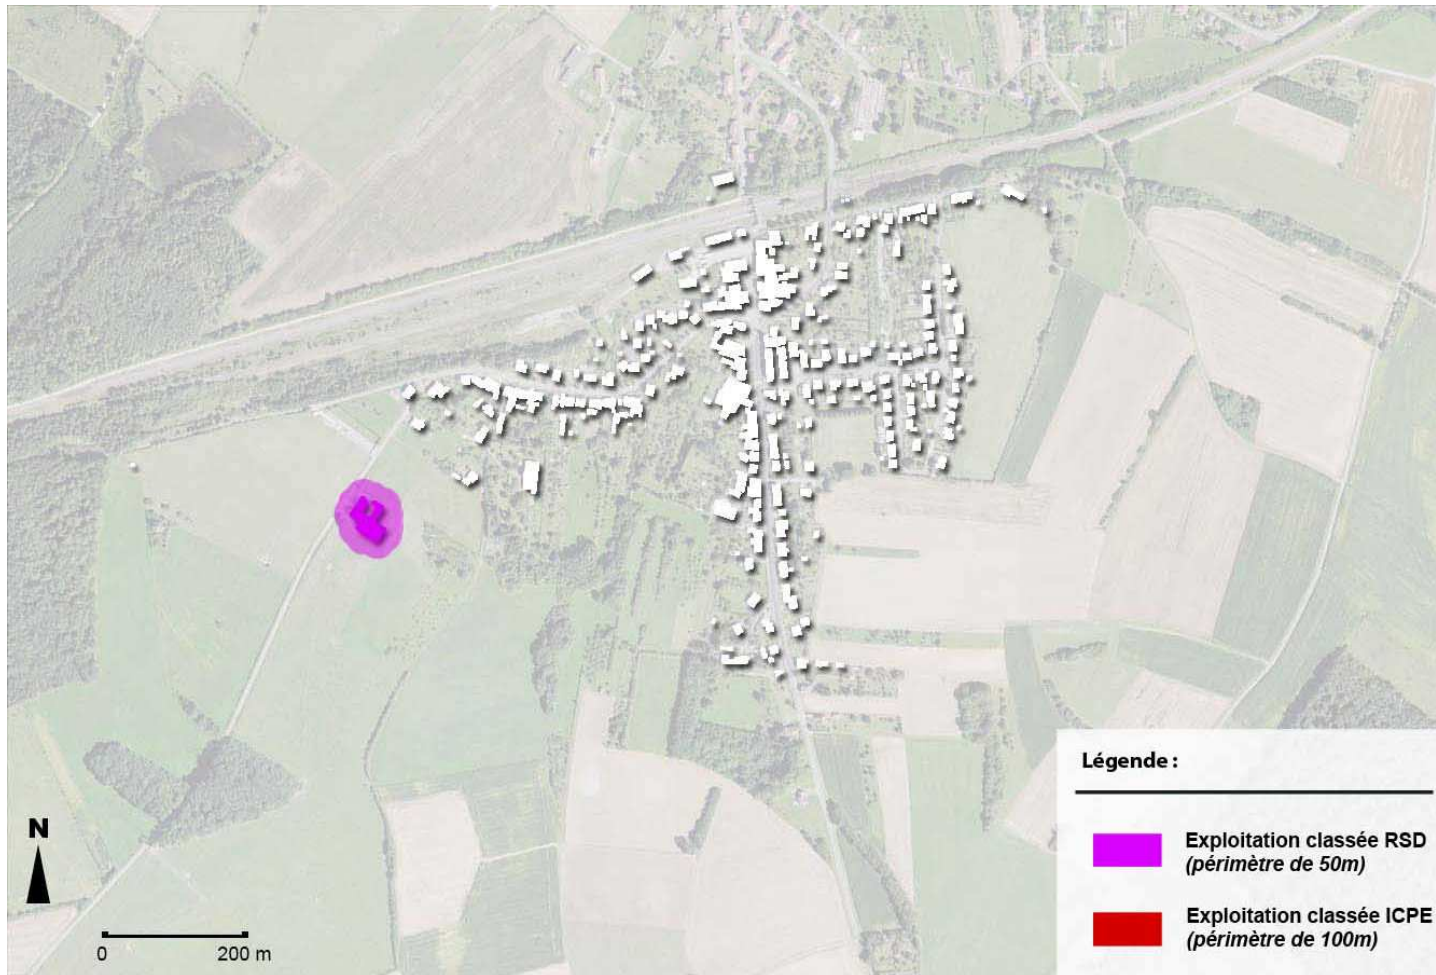 Légende :
Exploitation classée RSD
(périmètre de 50m)
Exploitation classée ICPE
(périmètre de 100m)
N
0 200 m